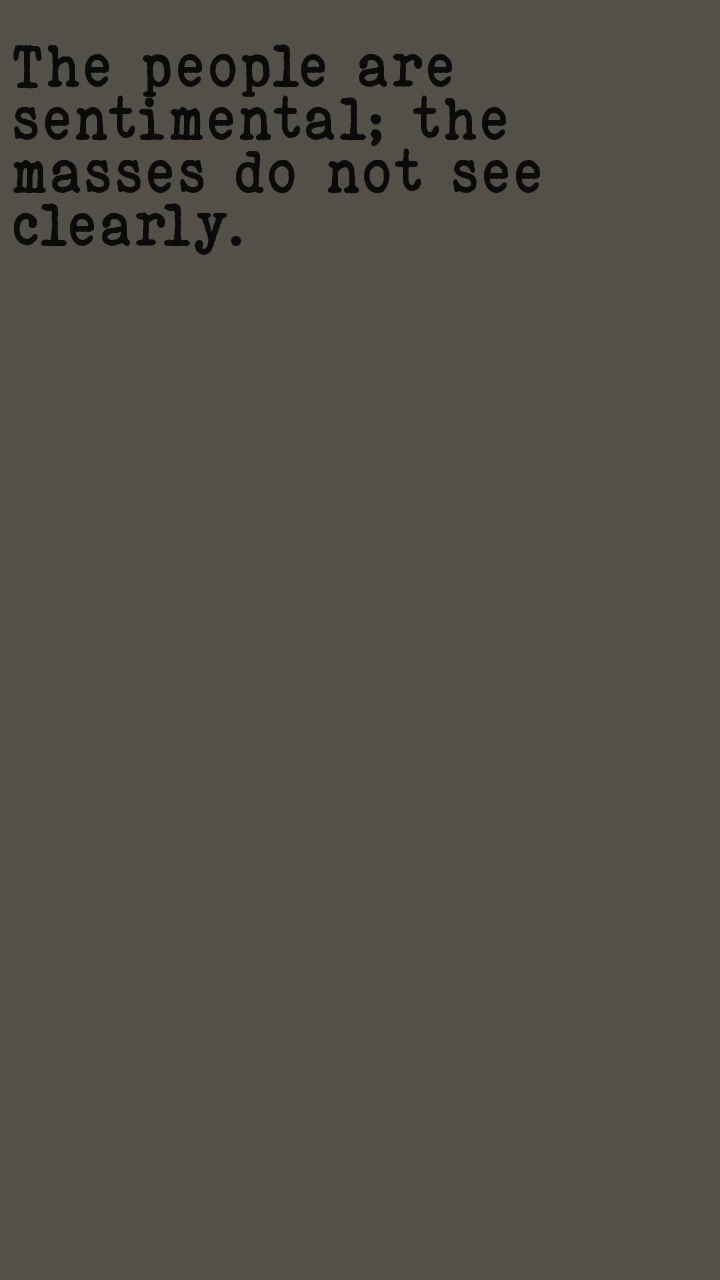 The people are
sentimental; the
masses do not see
clearly.